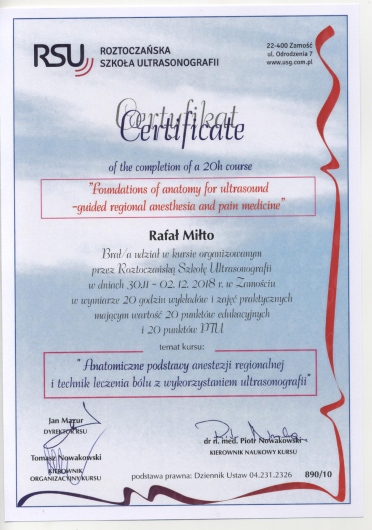 RSU
ROZTOCZAŃSKA
SZKOŁA ULTRASONOGRAFII
22-400 Zamość
ul. Odrodzenia 7
www.usg.com.pl
Certyfikat
Certificate
of the completion of a 20h course
"Foundations of anatomy for ultrasound
-guided regional anesthesia and pain medicine"
Rafał Miłto
Brał/a udział w kursie organizowanym
przez Roztoczańską Szkołę Ultrasonografii
w dniach 30.11 - 02. 12. 2018 r. w Zamościu
w wymiarze 20 godzin wykładów i zajęć praktycznych
mającym wartość 20 punktów edukacyjnych
i 20 punktów PTU
temat kursu:
" Anatomiczne podstawy anestezji regionalnej
i technik leczenia bólu z wykorzystaniem ultrasonografii"
Jan Mazur
DYREKTOR RSU
dr n. med. Piotr Nowakowski
KIEROWNIK NAUKOWY KURSU
Tomasz Nowakowski
KIEROWNIK
ORGANIZACYJNY KURSU
podstawa prawna: Dziennik Ustaw 04.231.2326
890/10